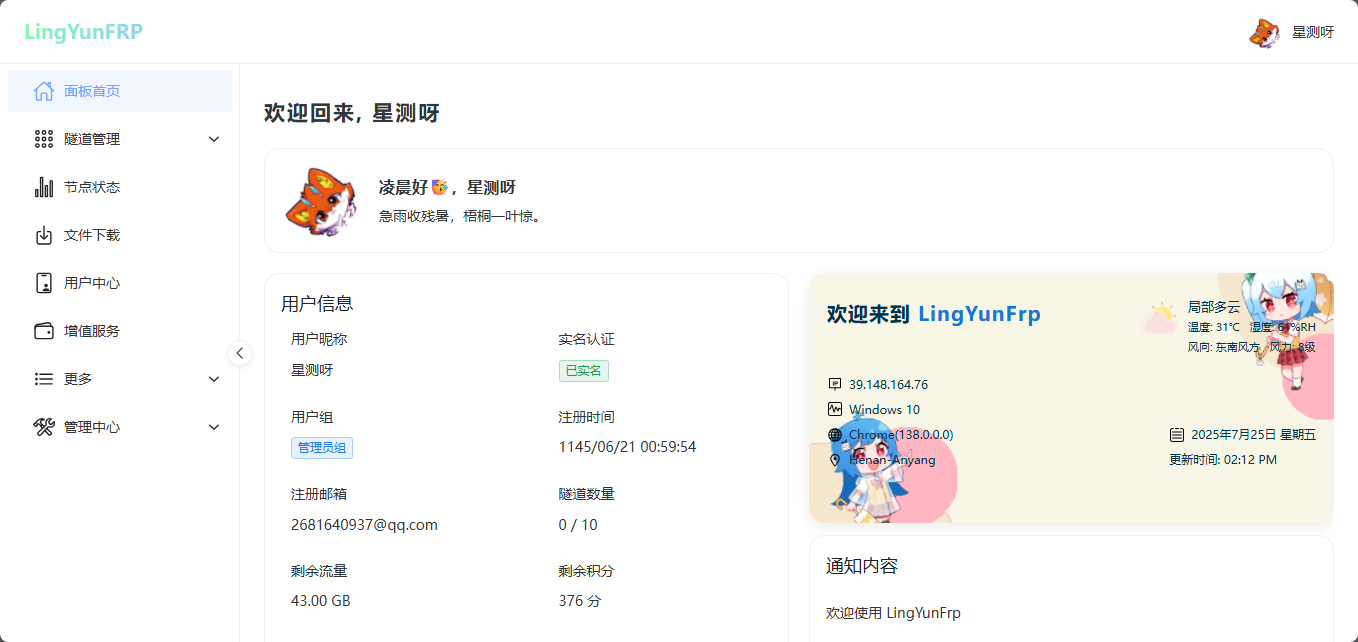 LingYunFRP
星测呀
面板首页
隧道管理
节点状态
文件下载
用户中心
增值服务
更多
管理中心
欢迎回来, 星测呀
凌晨好🥳，星测呀
急雨收残暑，梧桐一叶惊。
用户信息
用户昵称
实名认证
星测呀
已实名
用户组
注册时间
管理员组
1145/06/21 00:59:54
注册邮箱
隧道数量
2681640937@qq.com
0 / 10
剩余流量
剩余积分
43.00 GB
376 分
欢迎来到 LingYunFrp
局部多云
温度: 31℃ 湿度: 61%RH
风向: 东南风方 风力: 8级
IP
39.148.164.76
Windows 10
Chrome(138.0.0.0)
Henan-Anyang
2025年7月25日 星期五
更新时间: 02:12 PM
通知内容
欢迎使用 LingYunFrp